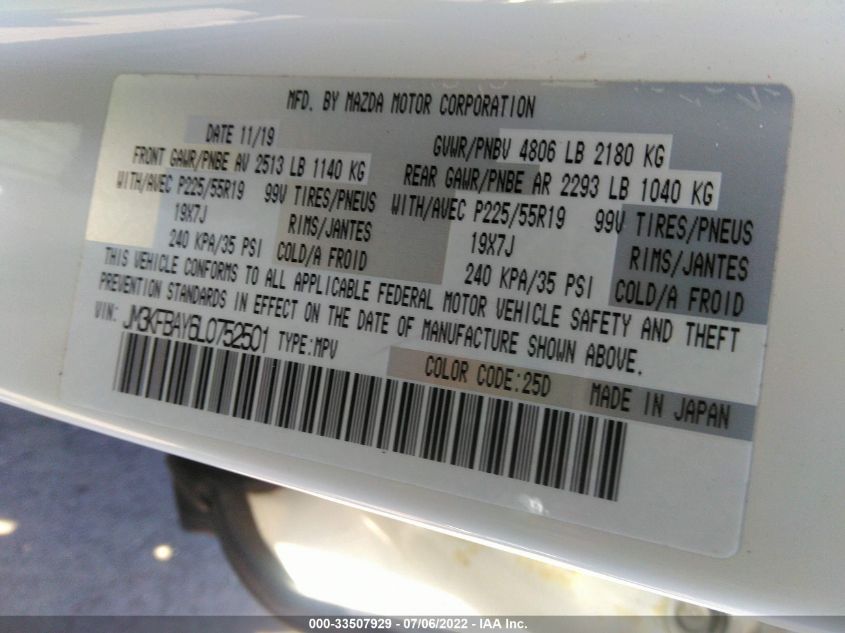 MFD. BY MAZDA MOTOR CORPORATION
DATE 11/19
GVWR/PNBV 4806 LB 2180 KG
FRONT GAWR/PNBE AV 2513 LB 1140 KG
REAR GAWR/PNBE AR 2293 LB 1040 KG
WITH/AVEC P225/55R19 99V TIRES/PNEUS
WITH/AVEC P225/55R19 99V TIRES/PNEUS
19X7J RIMS/JANTES
19X7J RIMS/JANTES
240 KPA/35 PSI COLD/A FROID
240 KPA/35 PSI COLD/A FROID
THIS VEHICLE CONFORMS TO ALL APPLICABLE FEDERAL MOTOR VEHICLE SAFETY AND THEFT
PREVENTION STANDARDS IN EFFECT ON THE DATE OF MANUFACTURE SHOWN ABOVE.
VIN: JM3KFBAY6L0752501 TYPE:MPV
COLOR CODE:25D MADE IN JAPAN
000-33507929 - 07/06/2022 - IAA Inc.